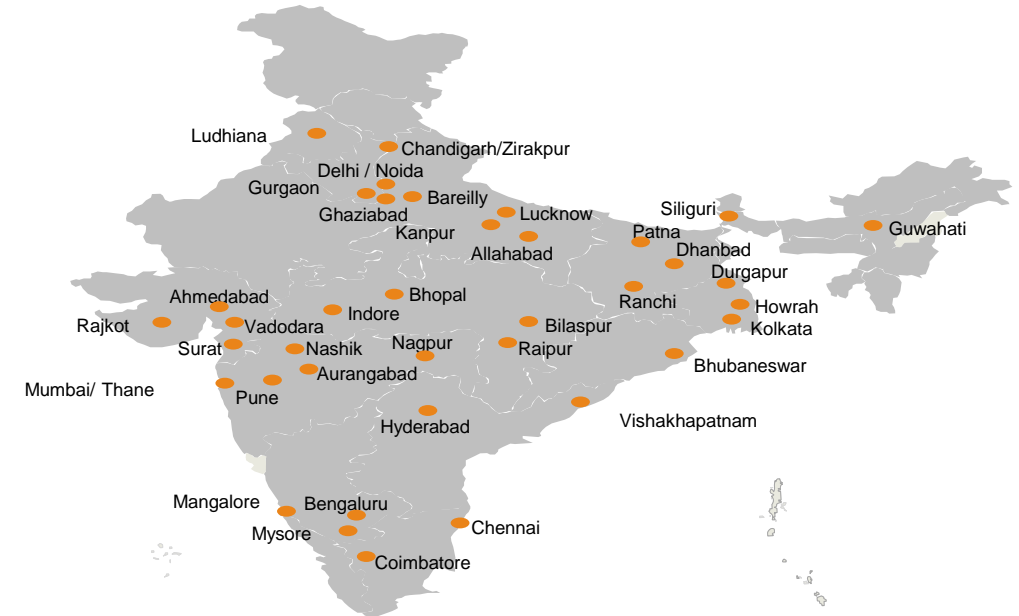 Ludhiana
Chandigarh/Zirakpur
Delhi / Noida
Gurgaon
Bareilly
Ghaziabad
Siliguri
Lucknow
Guwahati
Kanpur
Patna
Allahabad
Dhanbad
Durgapur
Ahmedabad
Bhopal
Ranchi
Howrah
Indore
Rajkot
Vadodara
Bilaspur
Kolkata
Surat
Nashik
Nagpur
Raipur
Bhubaneswar
Aurangabad
Mumbai/ Thane
Pune
Vishakhapatnam
Hyderabad
Mangalore
Bengaluru
Chennai
Mysore
Coimbatore